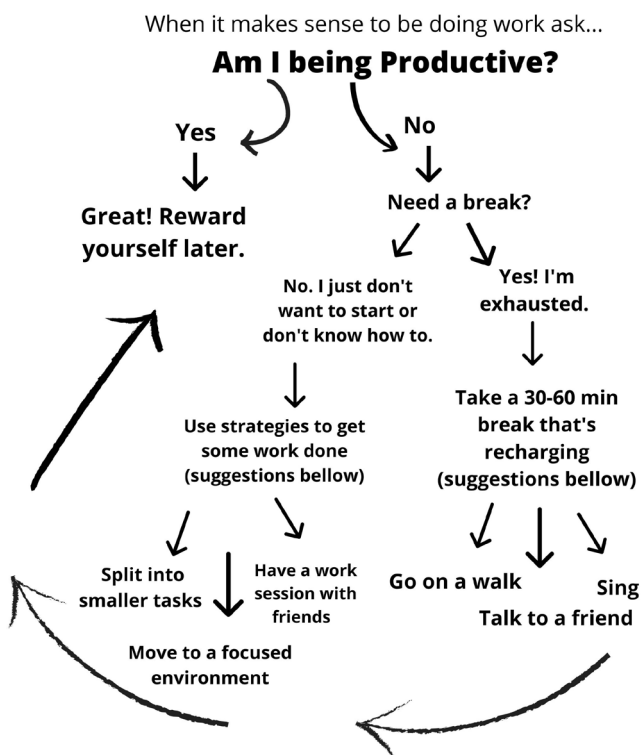 When it makes sense to be doing work ask...
Am I being Productive?
Yes
No
Great! Reward
yourself later.
Need a break?
No. I just don't
want to start or
don't know how to.
Yes! I'm
exhausted.
Use strategies to get
some work done
(suggestions bellow)
Take a 30-60 min
break that's
recharging
(suggestions bellow)
Split into
smaller tasks
Have a work
session with
friends
Move to a focused
environment
Go on a walk
Sing
Talk to a friend